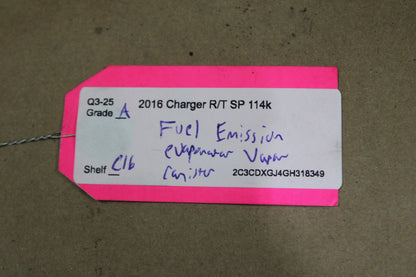 Q3-25
Grade A
2016 Charger R/T SP 114k
Fuel Emission
evaporator Vapor
Canister
Shelf C16
2C3CDXGJ4GH318349